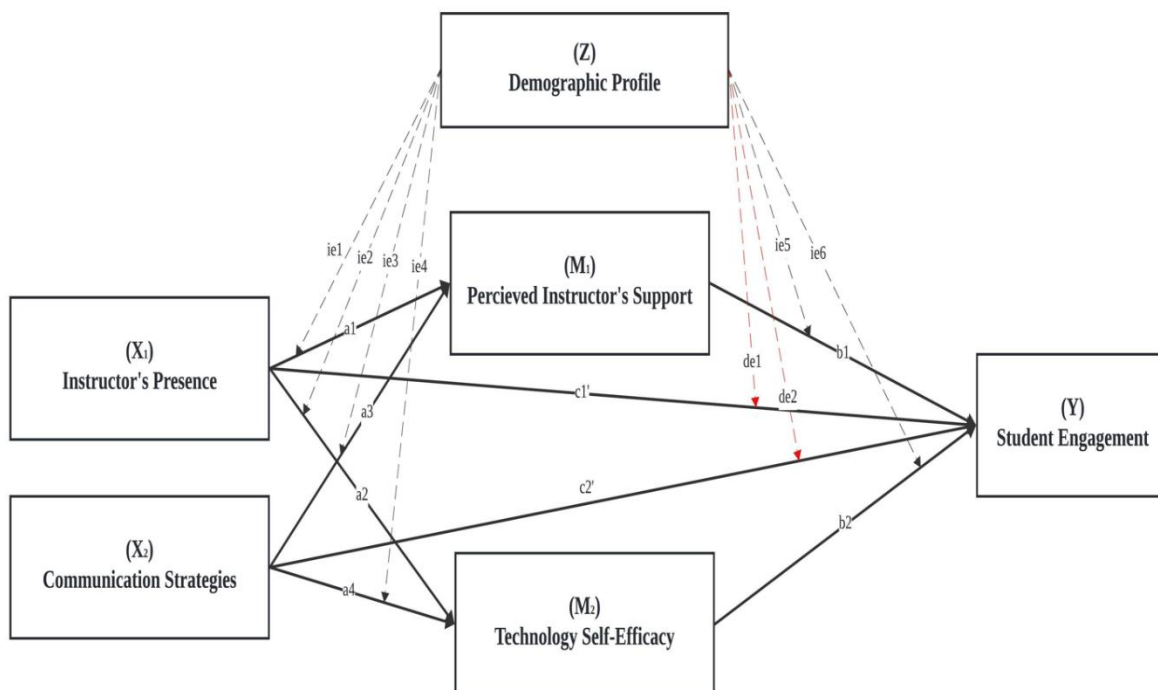 (Z)
Demographic Profile
ie1
ie2
ie3
ie4
ie5
ie6
(M₁)
Percieved Instructor's Support
(X₁)
Instructor's Presence
a1
de1
b1
c1'
de2
a3
(Y)
Student Engagement
a2
c2'
b2
(X₂)
Communication Strategies
a4
(M₂)
Technology Self-Efficacy